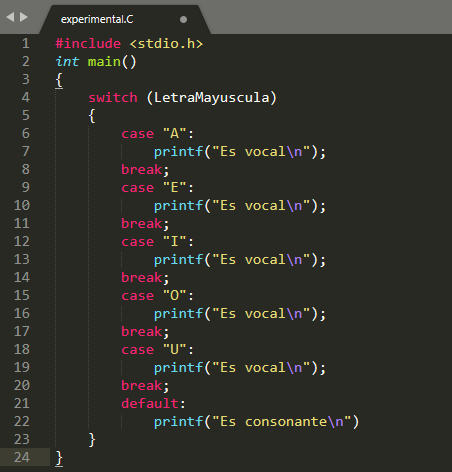 experimental.C
1 #include <stdio.h>
2 int main()
3 {
4     switch (LetraMayuscula)
5     {
6         case "A":
7             printf("Es vocal\n");
8         break;
9         case "E":
10             printf("Es vocal\n");
11         break;
12         case "I":
13             printf("Es vocal\n");
14         break;
15         case "O":
16             printf("Es vocal\n");
17         break;
18         case "U":
19             printf("Es vocal\n");
20         break;
21         default:
22             printf("Es consonante\n")
23     }
24 }